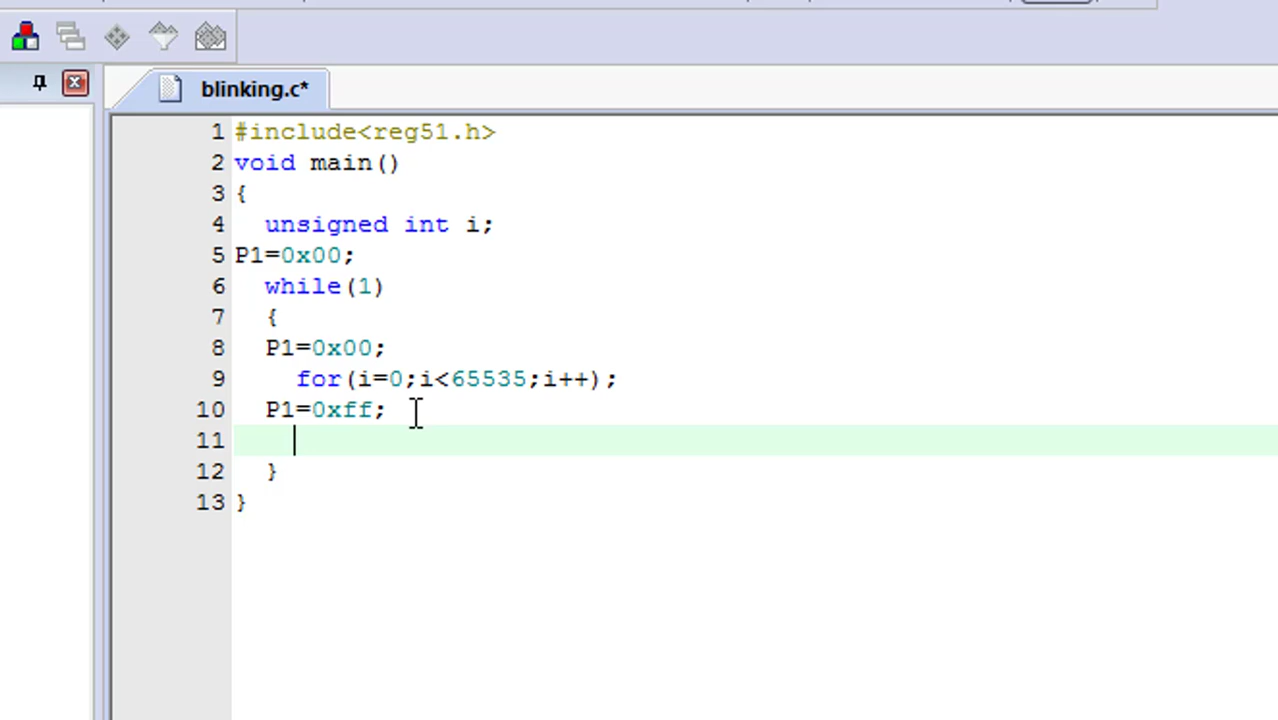 blinking.c*
1 #include<reg51.h>
2 void main()
3 {
4   unsigned int i;
5 P1=0x00;
6   while(1)
7   {
8   P1=0x00;
9     for(i=0;i<65535;i++);
10   P1=0xff;
11
12   }
13 }